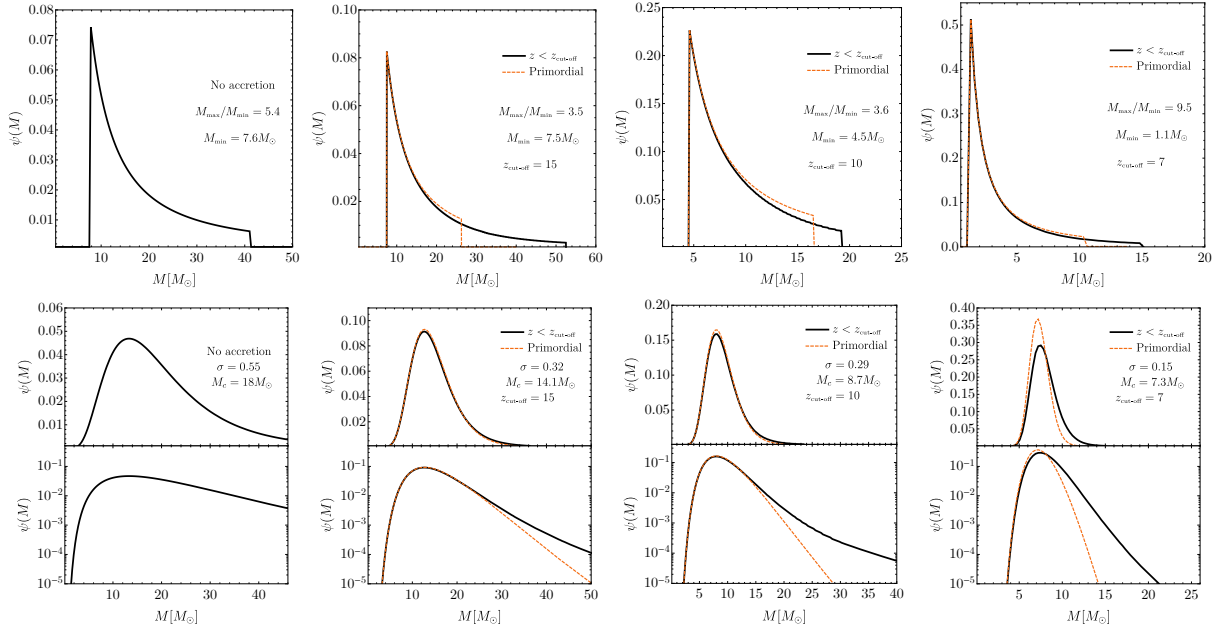 0.08
0.07
0.06
0.05
0.04
0.03
0.02
0.01
ψ(M)
No accretion
M_max/M_min = 5.4
M_min = 7.6M_⊙
10 20 30 40 50
M[M_⊙]
0.10
0.08
0.06
0.04
0.02
ψ(M)
z < z_cut-off
Primordial
M_max/M_min = 3.5
M_min = 7.5M_⊙
z_cut-off = 15
10 20 30 40 50 60
M[M_⊙]
0.25
0.20
0.15
0.10
0.05
ψ(M)
z < z_cut-off
Primordial
M_max/M_min = 3.6
M_min = 4.5M_⊙
z_cut-off = 10
5 10 15 20 25
M[M_⊙]
0.5
0.4
0.3
0.2
0.1
0.0
ψ(M)
z < z_cut-off
Primordial
M_max/M_min = 9.5
M_min = 1.1M_⊙
z_cut-off = 7
5 10 15 20
M[M_⊙]
0.06
0.05
0.04
0.03
0.02
0.01
ψ(M)
No accretion
σ = 0.55
M_c = 18M_⊙
10^-1
10^-2
10^-3
10^-4
10^-5
ψ(M)
10 20 30 40
M[M_⊙]
0.10
0.08
0.06
0.04
0.02
ψ(M)
z < z_cut-off
Primordial
σ = 0.32
M_c = 14.1M_⊙
z_cut-off = 15
10^-1
10^-2
10^-3
10^-4
10^-5
ψ(M)
10 20 30 40 50
M[M_⊙]
0.20
0.15
0.10
0.05
ψ(M)
z < z_cut-off
Primordial
σ = 0.29
M_c = 8.7M_⊙
z_cut-off = 10
10^-1
10^-2
10^-3
10^-4
10^-5
ψ(M)
5 10 15 20 25 30 35 40
M[M_⊙]
0.40
0.35
0.30
0.25
0.20
0.15
0.10
0.05
ψ(M)
z < z_cut-off
Primordial
σ = 0.15
M_c = 7.3M_⊙
z_cut-off = 7
10^-1
10^-2
10^-3
10^-4
10^-5
ψ(M)
5 10 15 20 25
M[M_⊙]